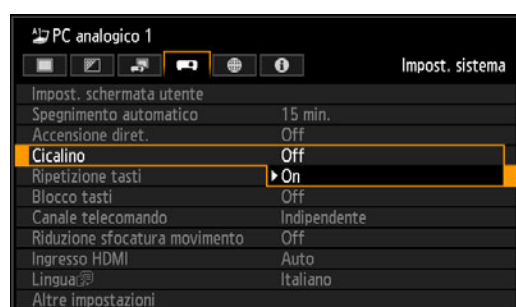 PC analogico 1
Impost. sistema
Impost. schermata utente
Spegnimento automatico 15 min.
Accensione diret. Off
Cicalino Off
Ripetizione tasti On
Blocco tasti Off
Canale telecomando Indipendente
Riduzione sfocatura movimento Off
Ingresso HDMI Auto
Lingua Italiano
Altre impostazioni